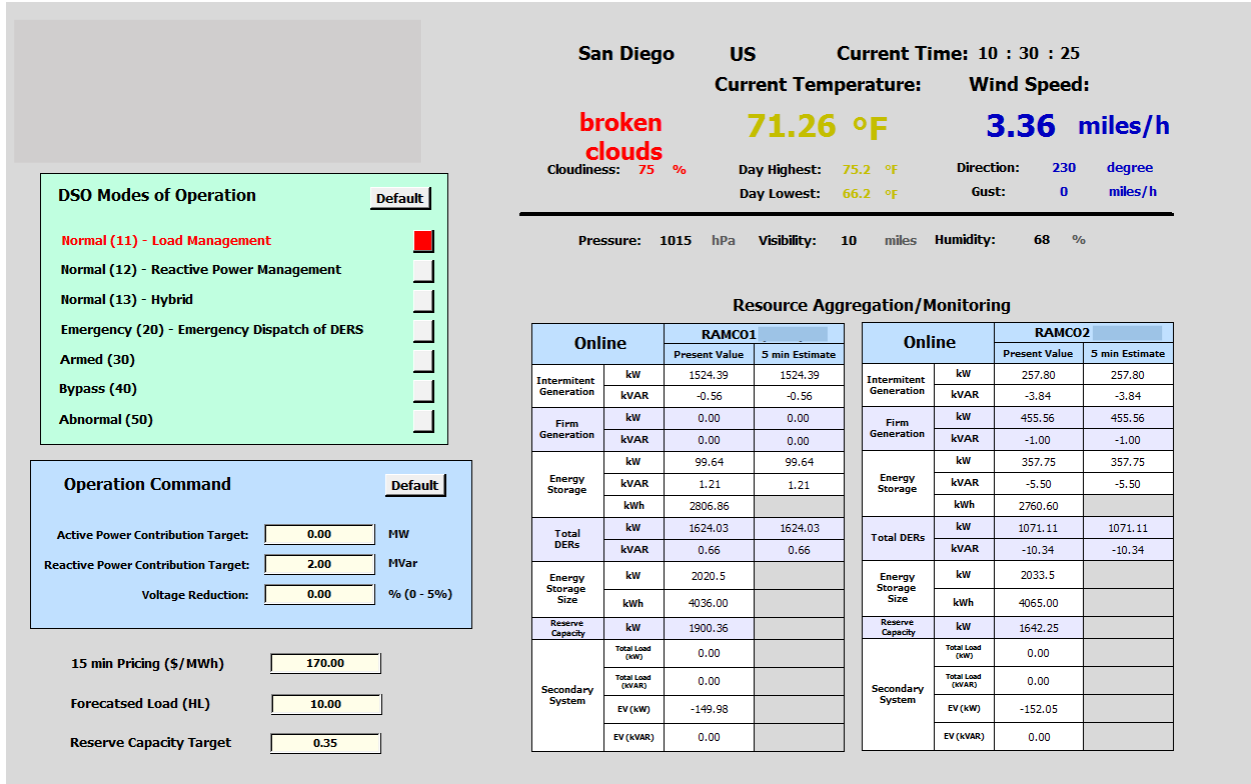 San Diego US Current Time: 10 : 30 : 25
Current Temperature: Wind Speed:
broken
clouds
71.26 °F 3.36 miles/h
Cloudiness: 75 % Day Highest: 75.2 °F Direction: 230 degree
Day Lowest: 66.2 °F Gust: 0 miles/h
Pressure: 1015 hPa Visibility: 10 miles Humidity: 68 %
DSO Modes of Operation Default
Normal (11) - Load Management
Normal (12) - Reactive Power Management
Normal (13) - Hybrid
Emergency (20) - Emergency Dispatch of DERS
Armed (30)
Bypass (40)
Abnormal (50)
Operation Command Default
Active Power Contribution Target: 0.00 MW
Reactive Power Contribution Target: 2.00 MVar
Voltage Reduction: 0.00 % (0 - 5%)
15 min Pricing ($/MWh) 170.00
Forecatsed Load (HL) 10.00
Reserve Capacity Target 0.35
Resource Aggregation/Monitoring
Online RAMCO1
Present Value 5 min Estimate
Intermitent
Generation
kW 1524.39 1524.39
kVAR -0.56 -0.56
Firm
Generation
kW 0.00 0.00
kVAR 0.00 0.00
Energy
Storage
kW 99.64 99.64
kVAR 1.21 1.21
kWh 2806.86
Total
DERs
kW 1624.03 1624.03
kVAR 0.66 0.66
Energy
Storage
Size
kW 2020.5
kWh 4036.00
Reserve
Capacity
kW 1900.36
Secondary
System
Total Load
(kW)
0.00
Total Load
(kVAR)
0.00
EV (kW) -149.98
EV (kVAR) 0.00
Online RAMCO2
Present Value 5 min Estimate
Intermitent
Generation
kW 257.80 257.80
kVAR -3.84 -3.84
Firm
Generation
kW 455.56 455.56
kVAR -1.00 -1.00
Energy
Storage
kW 357.75 357.75
kVAR -5.50 -5.50
kWh 2760.60
Total DERs
kW 1071.11 1071.11
kVAR -10.34 -10.34
Energy
Storage
Size
kW 2033.5
kWh 4065.00
Reserve
Capacity
kW 1642.25
Secondary
System
Total Load
(kW)
0.00
Total Load
(kVAR)
0.00
EV (kW) -152.05
EV (kVAR) 0.00